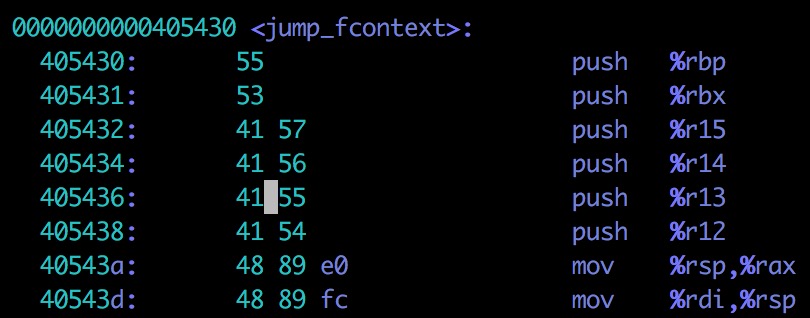 0000000000405430 <jump_fcontext>:
405430: 55 push %rbp
405431: 53 push %rbx
405432: 41 57 push %r15
405434: 41 56 push %r14
405436: 41 55 push %r13
405438: 41 54 push %r12
40543a: 48 89 e0 mov %rsp,%rax
40543d: 48 89 fc mov %rdi,%rsp